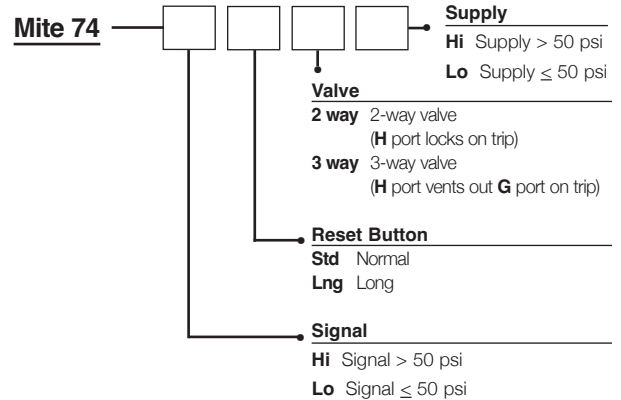 Mite 74
Supply
Hi Supply > 50 psi
Lo Supply ≤ 50 psi
Valve
2 way 2-way valve
(H port locks on trip)
3 way 3-way valve
(H port vents out G port on trip)
Reset Button
Std Normal
Lng Long
Signal
Hi Signal > 50 psi
Lo Signal ≤ 50 psi